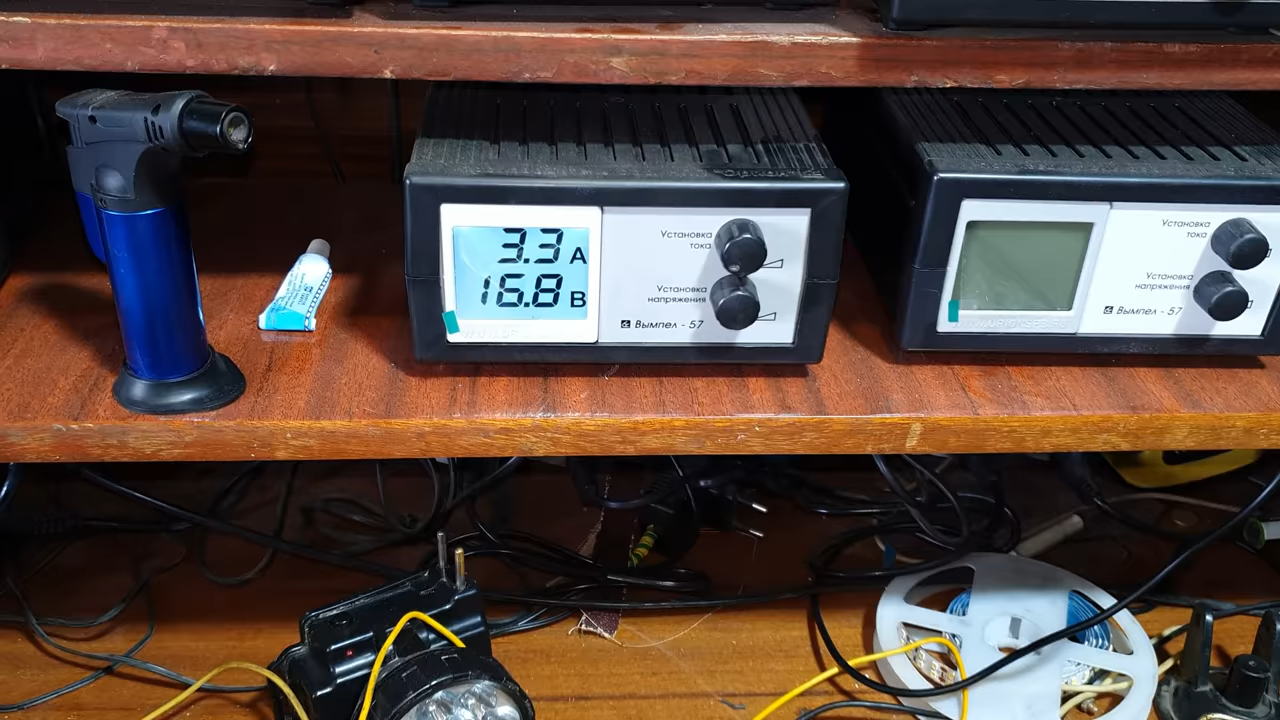 3.3 A
16.8 В
Установка
тока
Установка
напряжения
Вымпел - 57
Установка
тока
Установка
напряжения
Вымпел - 57